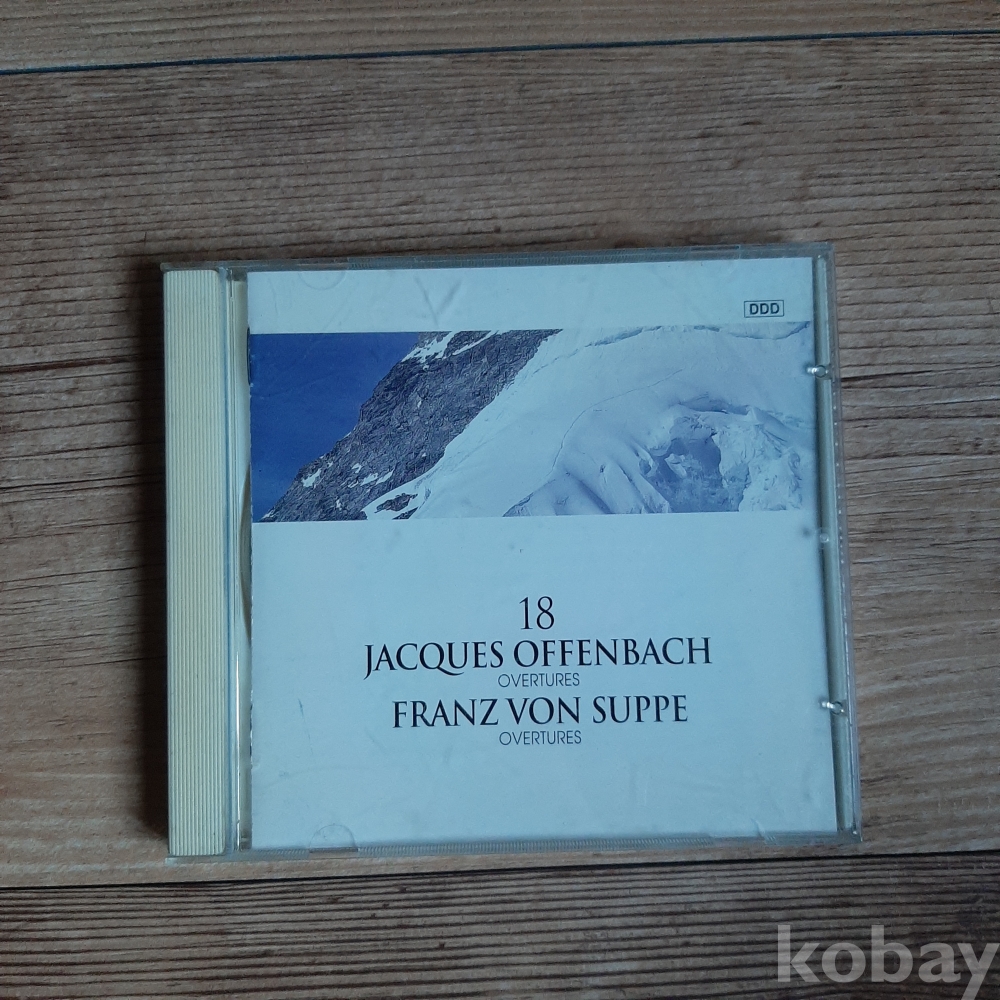 DDD
18
JACQUES OFFENBACH
OVERTURES
FRANZ VON SUPPE
OVERTURES
kobay